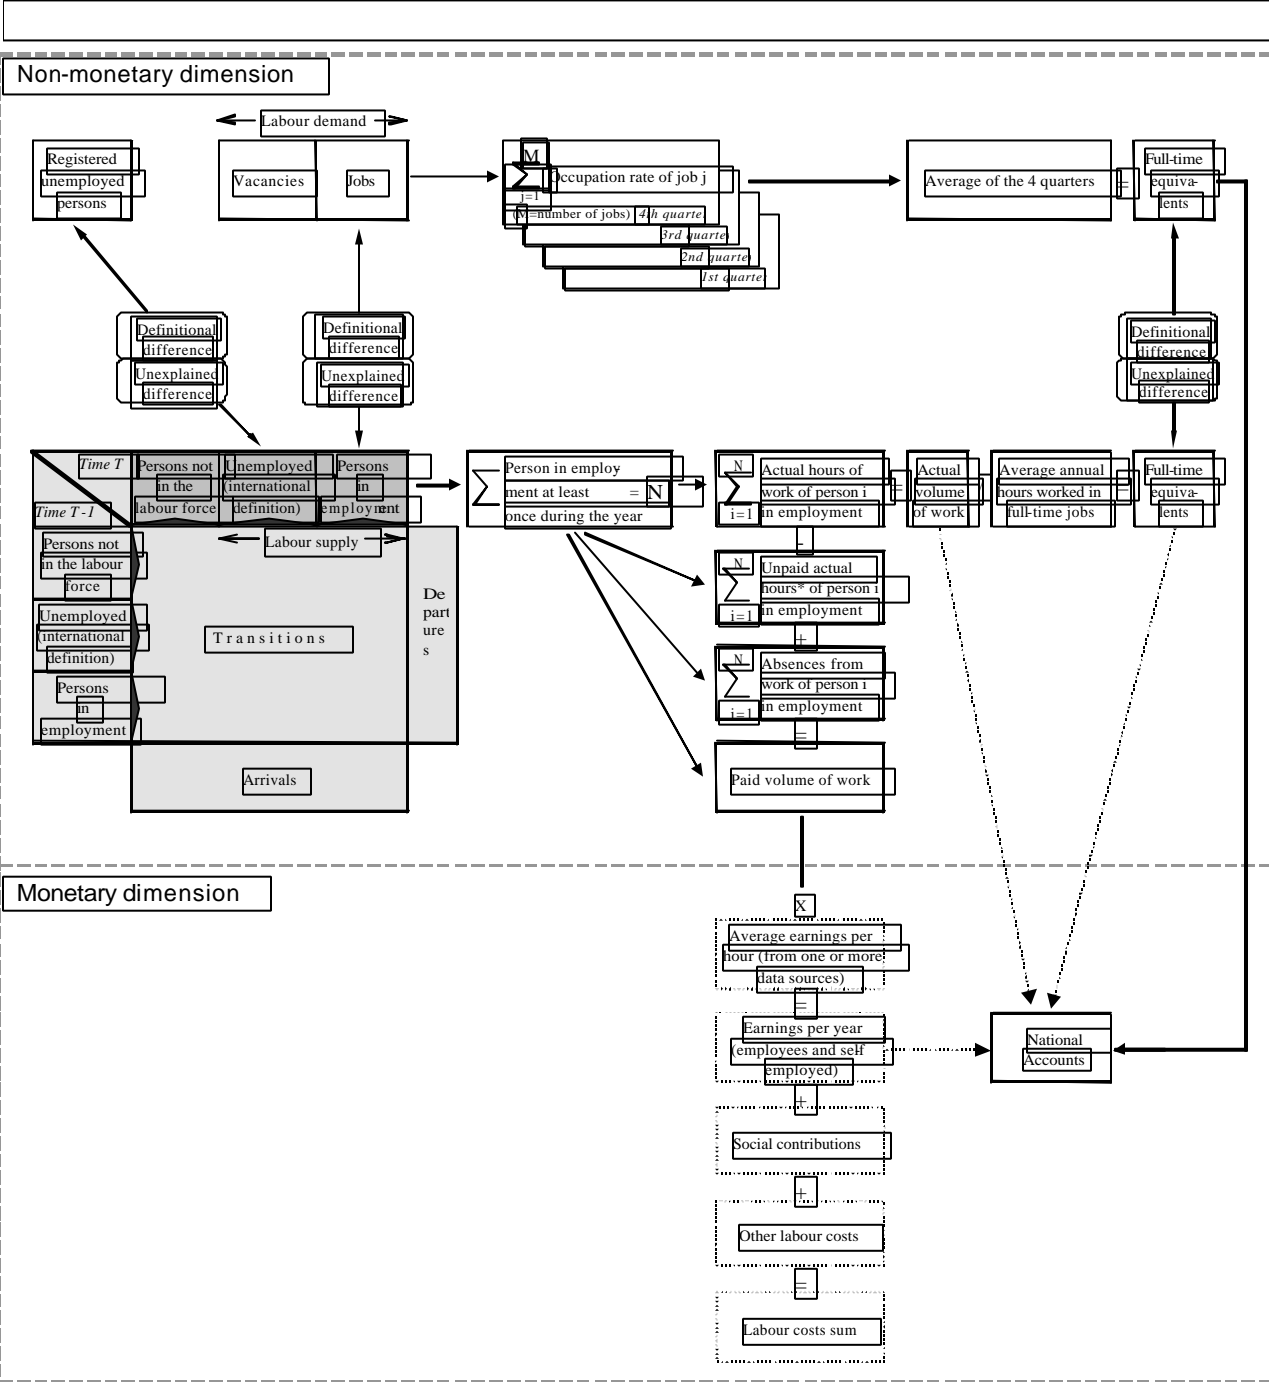 Non-monetary dimension
Labour demand
Registered
unemployed
persons
Vacancies
Jobs
M
∑
j=1
Occupation rate of job j
(M=number of jobs) 4th quarter
3rd quarter
2nd quarter
1st quarter
Average of the 4 quarters
=
Full-time
equiva-
lents
Definitional
difference
Unexplained
difference
Definitional
difference
Unexplained
difference
Definitional
difference
Unexplained
difference
Time T
Time T-1
Persons not
in the
labour force
Unemployed
(international
definition)
Persons
in
employment
∑
Person in employ-
ment at least = N
once during the year
N
∑
i=1
Actual hours of
work of person i
in employment
=
Actual
volume
of work
Average annual
hours worked in
full-time jobs
=
Full-time
equiva-
lents
Labour supply
Persons not
in the labour
force
Unemployed
(international
definition)
Persons
in
employment
Transitions
De
part
ure
s
Arrivals
-
N
∑
i=1
Unpaid actual
hours* of person i
in employment
+
N
∑
i=1
Absences from
work of person i
in employment
=
Paid volume of work
Monetary dimension
X
Average earnings per
hour (from one or more
data sources)
=
Earnings per year
(employees and self
employed)
National
Accounts
+
Social contributions
+
Other labour costs
=
Labour costs sum